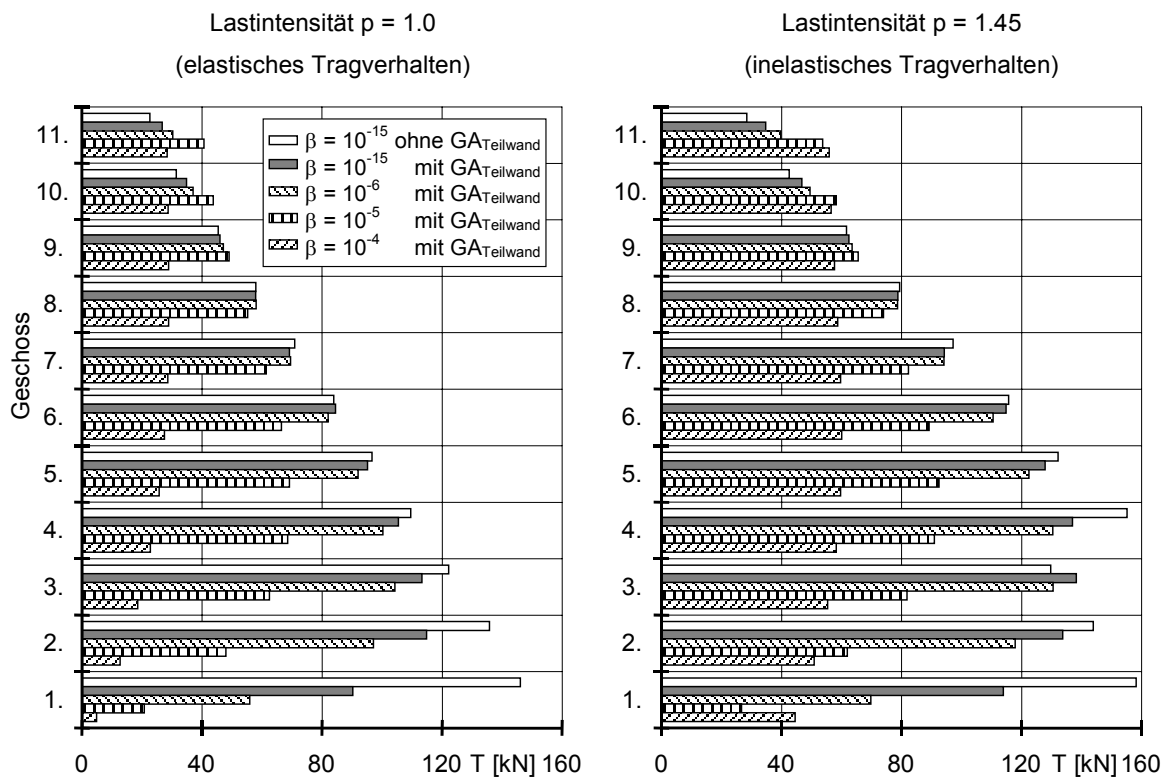 Lastintensität p = 1.0
(elastisches Tragverhalten)
Lastintensität p = 1.45
(inelastisches Tragverhalten)
Geschoss
11.
10.
9.
8.
7.
6.
5.
4.
3.
2.
1.
β = 10⁻¹⁵ ohne GA_Teilwand
β = 10⁻¹⁵ mit GA_Teilwand
β = 10⁻⁶ mit GA_Teilwand
β = 10⁻⁵ mit GA_Teilwand
β = 10⁻⁴ mit GA_Teilwand
0 40 80 120 T [kN] 160
11.
10.
9.
8.
7.
6.
5.
4.
3.
2.
1.
0 40 80 120 T [kN] 160